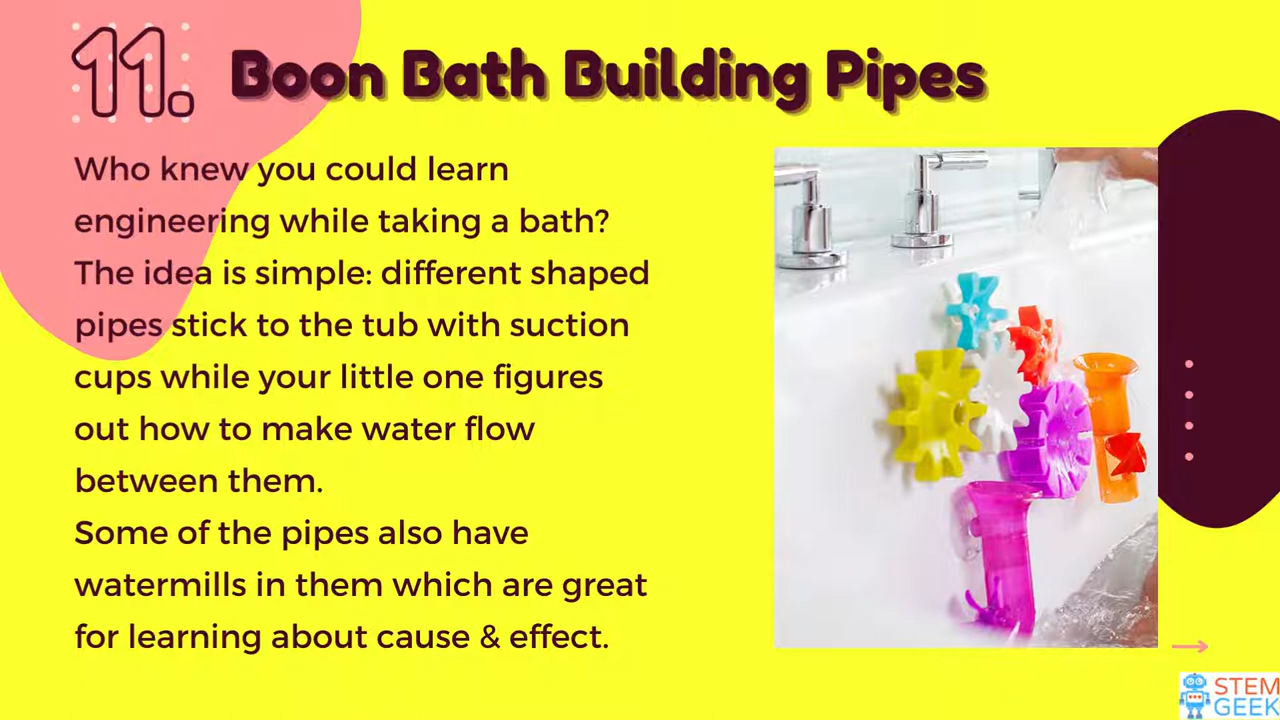 11. Boon Bath Building Pipes
Who knew you could learn
engineering while taking a bath?
The idea is simple: different shaped
pipes stick to the tub with suction
cups while your little one figures
out how to make water flow
between them.
Some of the pipes also have
watermills in them which are great
for learning about cause & effect.
STEM
GEEK